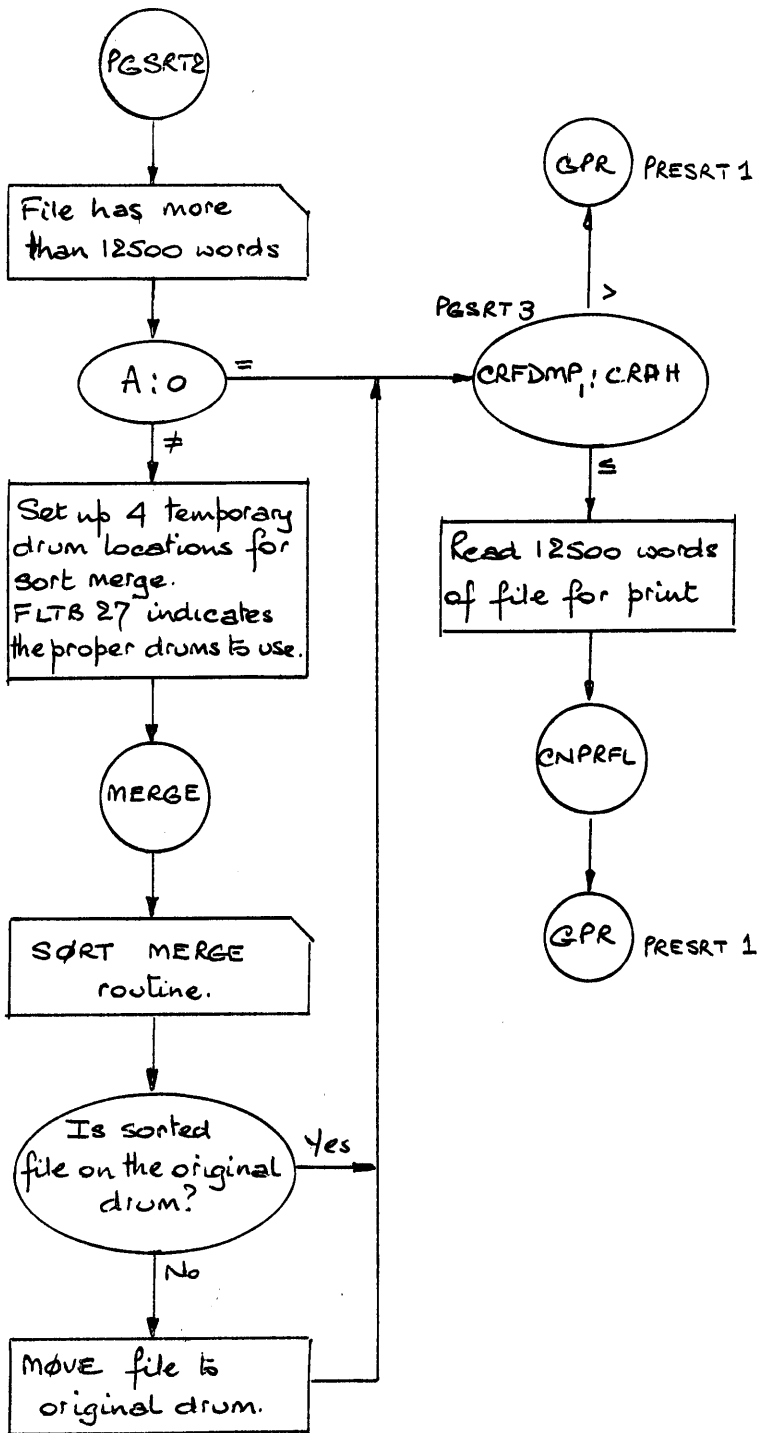 PGSRT2
File has more
than 12500 words
A : 0
=
≠
Set up 4 temporary
drum locations for
sort merge.
FLTB 27 indicates
the proper drums to use.
MERGE
SØRT MERGE
routine.
Is sorted
file on the original
drum?
Yes
No
MØVE file to
original drum.
GPR
PRESRT 1
>
PGSRT 3
CRFDMP,: CRAH
≤
Read 12500 words
of file for print
CNPRFL
GPR
PRESRT 1